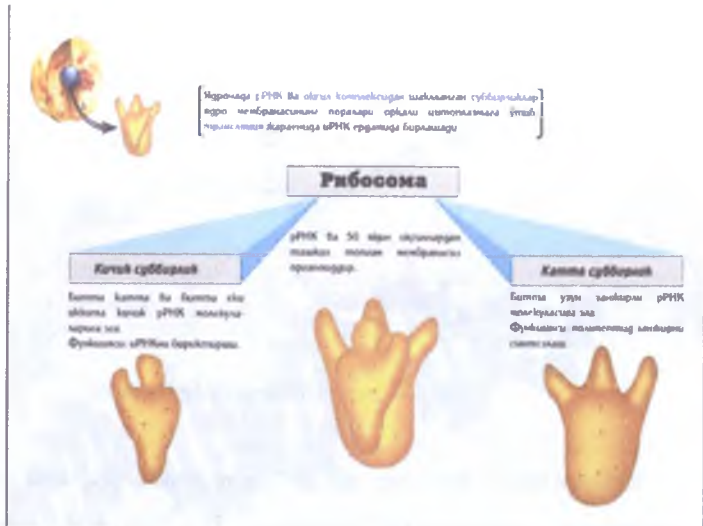 Ядрочада рРНК ва оқсил комплексидан шаклланган суббирликлар
ядро мембранасининг поралари орқали цитоплазмага ўтиб
трансляция жараёнида иРНК ёрдамида бирлашади
Рибосома
рРНК ва 50 яқин оқсиллардан
ташкил топган мембранасиз
органоиддир.
Кичик суббирлик
Битта катта ва битта ёки
иккита кичик рРНК молекула-
ларига эга.
Функцияси иРНКни бириктириш.
Катта суббирлик
Битта узун занжирли рРНК
молекуласига эга
Функцияси полипептид занжирни
синтезлаш.